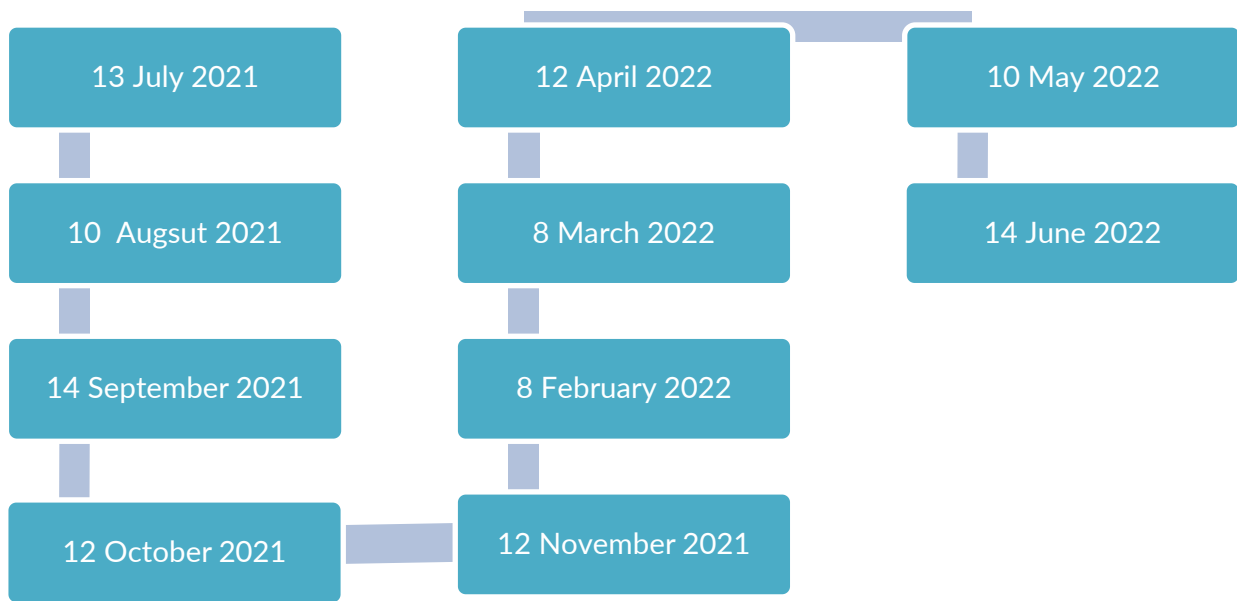 13 July 2021
10  Augsut 2021
14 September 2021
12 October 2021
12 November 2021
8 February 2022
8 March 2022
12 April 2022
10 May 2022
14 June 2022